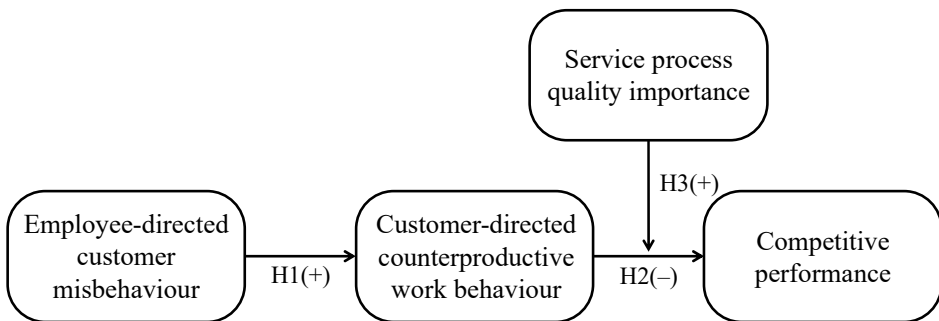 Service process
quality importance
H3(+)
Employee-directed
customer
misbehaviour
H1(+)
Customer-directed
counterproductive
work behaviour
H2(–)
Competitive
performance